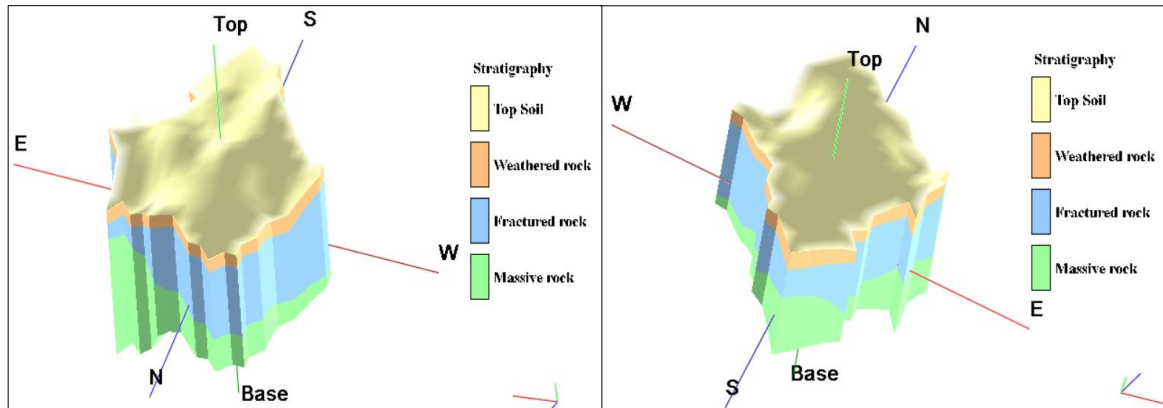 Top
S
E
W
N
Base
Stratigraphy
Top Soil
Weathered rock
Fractured rock
Massive rock
N
Top
W
E
S
Base
Stratigraphy
Top Soil
Weathered rock
Fractured rock
Massive rock